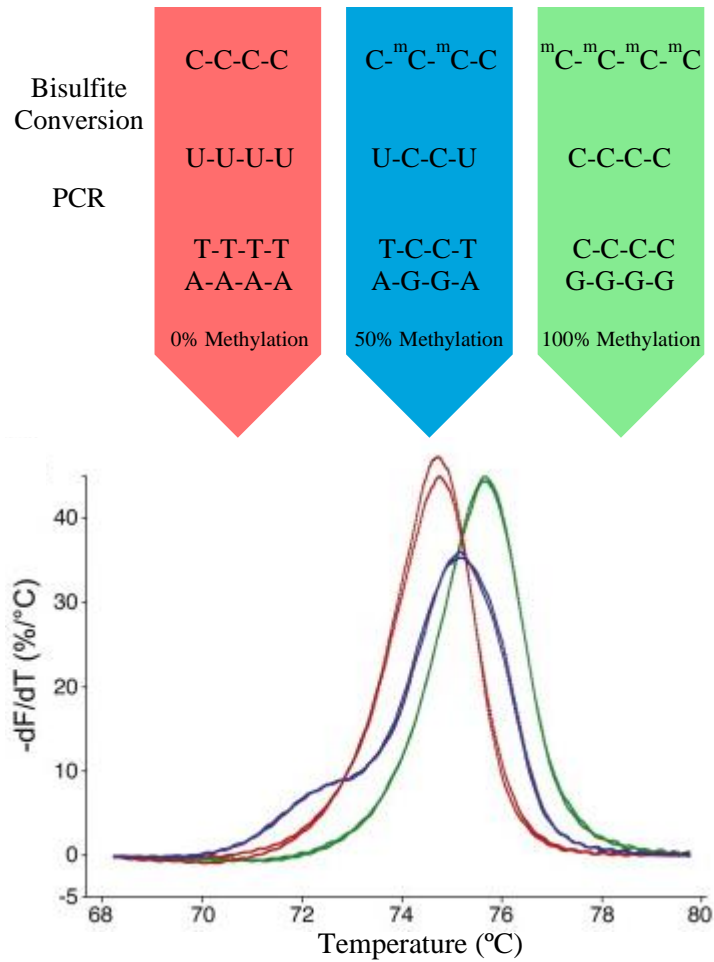 C-C-C-C
C-ᵐC-ᵐC-C
ᵐC-ᵐC-ᵐC-ᵐC
Bisulfite
Conversion
U-U-U-U
U-C-C-U
C-C-C-C
PCR
T-T-T-T
A-A-A-A
T-C-C-T
A-G-G-A
C-C-C-C
G-G-G-G
0% Methylation
50% Methylation
100% Methylation
-dF/dT (%/°C)
40
30
20
10
0
-5
68
70
72
74
76
78
80
Temperature (ºC)